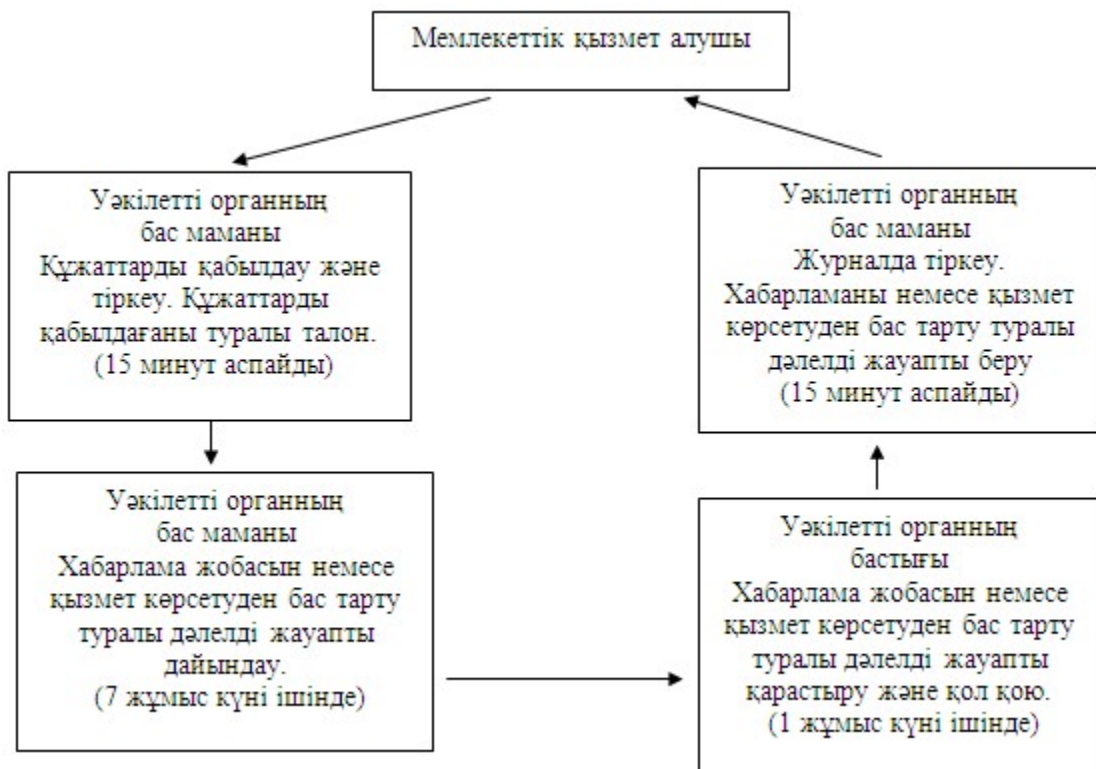 Мемлекеттік қызмет алушы
Уәкілетті органның
бас маманы
Құжаттарды қабылдау және
тіркеу. Құжаттарды
қабылдағаны туралы талон.
(15 минут аспайды)
Уәкілетті органның
бас маманы
Хабарлама жобасын немесе
қызмет көрсетуден бас тарту
туралы дәлелді жауапты
дайындау.
(7 жұмыс күні ішінде)
Уәкілетті органның
бастығы
Хабарлама жобасын немесе
қызмет көрсетуден бас тарту
туралы дәлелді жауапты
қарастыру және қол қою.
(1 жұмыс күні ішінде)
Уәкілетті органның
бас маманы
Журналда тіркеу.
Хабарламаны немесе қызмет
көрсетуден бас тарту туралы
дәлелді жауапты беру
(15 минут аспайды)